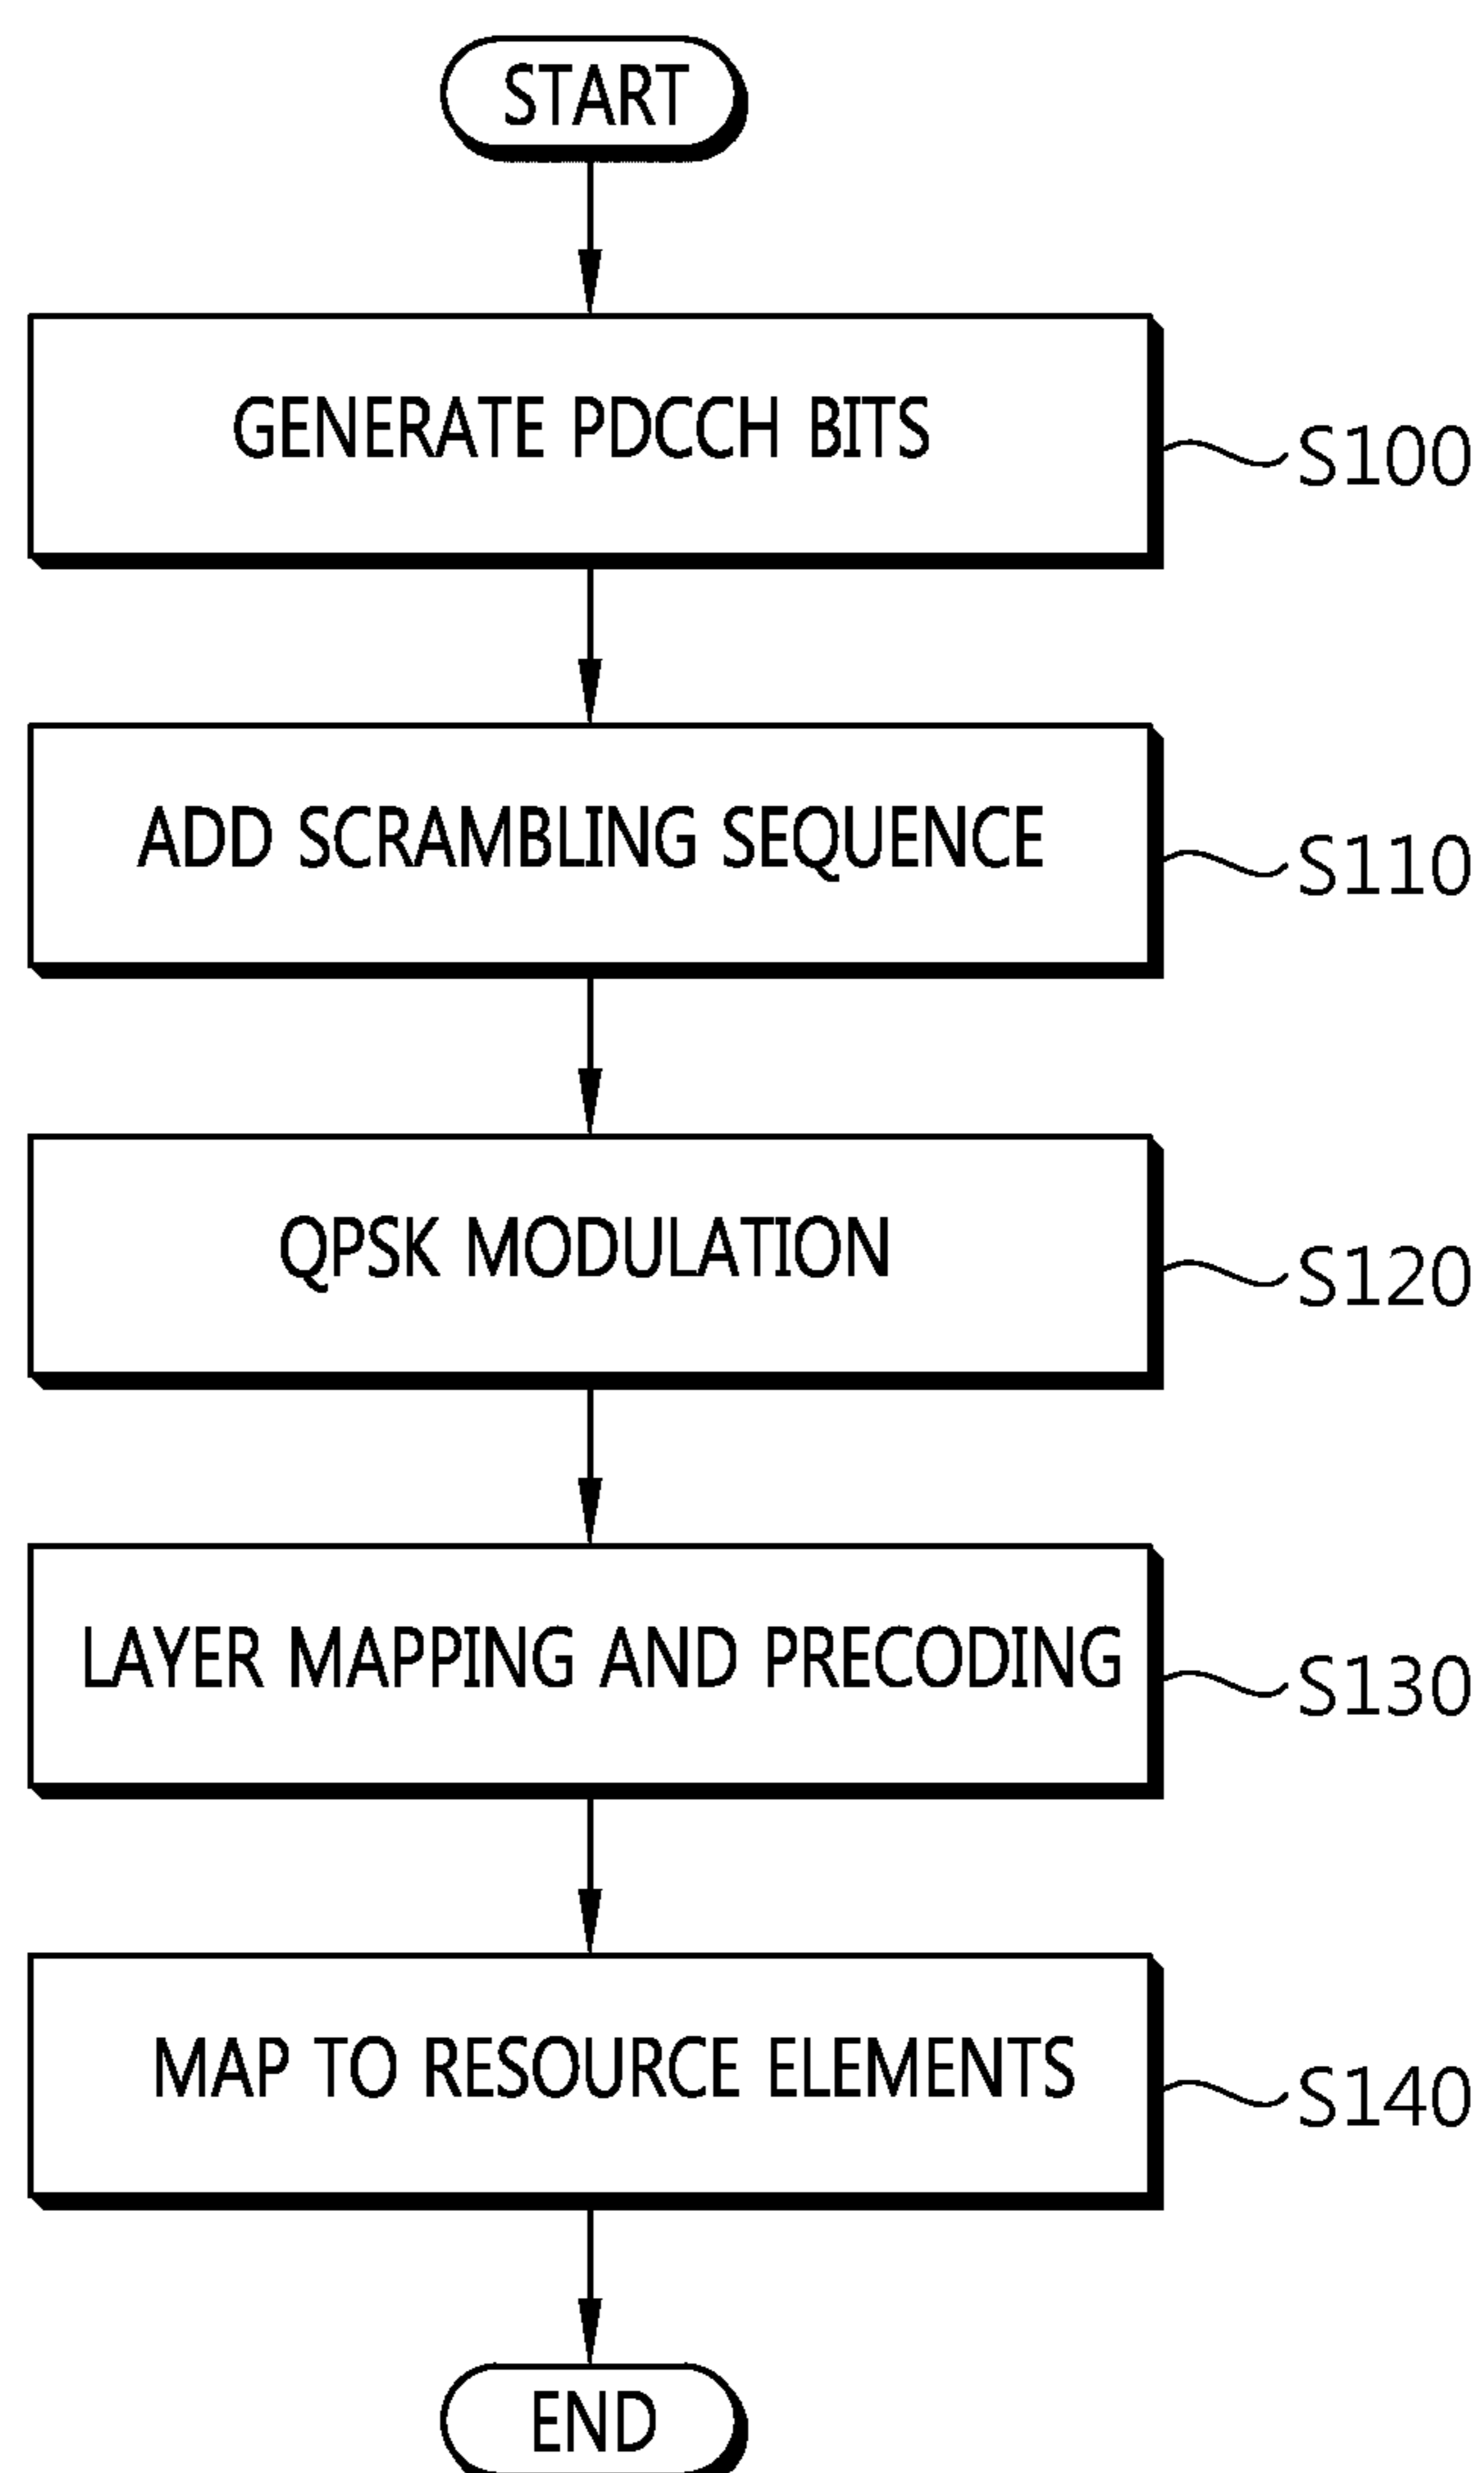 START
GENERATE PDCCH BITS
S100
ADD SCRAMBLING SEQUENCE
S110
QPSK MODULATION
S120
LAYER MAPPING AND PRECODING
S130
MAP TO RESOURCE ELEMENTS
S140
END